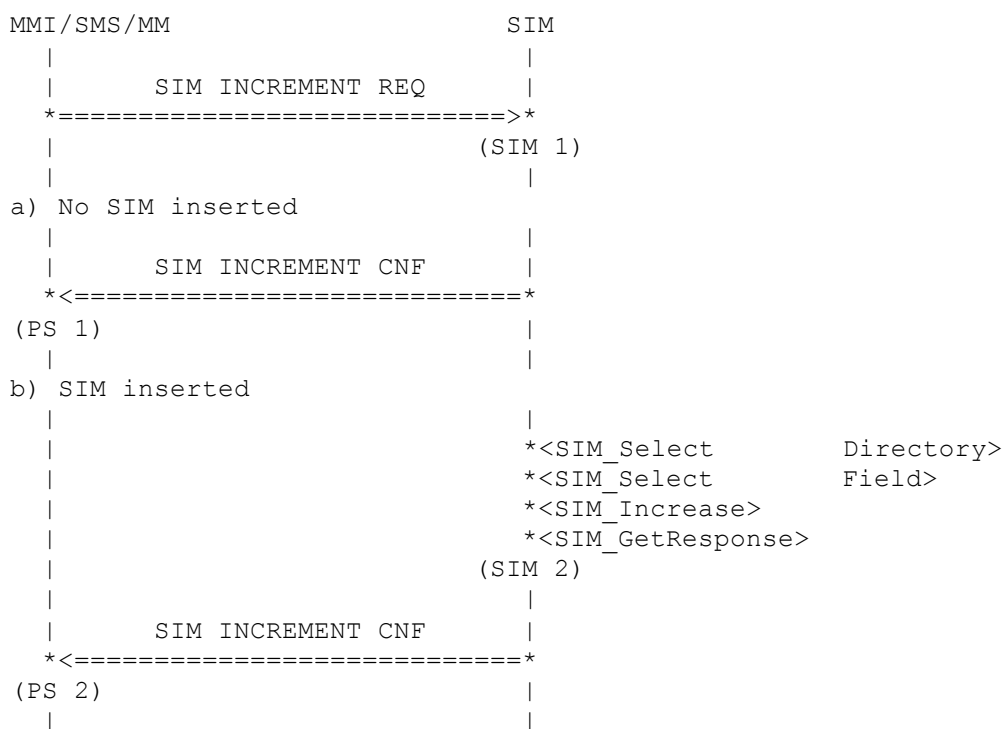 MMI/SMS/MM                     SIM
  |                              |
  |      SIM INCREMENT REQ       |
  *============================>*
  |                           (SIM 1)
  |                              |
a) No SIM inserted
  |                              |
  |      SIM INCREMENT CNF       |
  *<============================*
(PS 1)                           |
  |                              |
b) SIM inserted
  |                              |
  |                              *<SIM_Select        Directory>
  |                              *<SIM_Select        Field>
  |                              *<SIM_Increase>
  |                              *<SIM_GetResponse>
  |                           (SIM 2)
  |                              |
  |      SIM INCREMENT CNF       |
  *<============================*
(PS 2)                           |
  |                              |